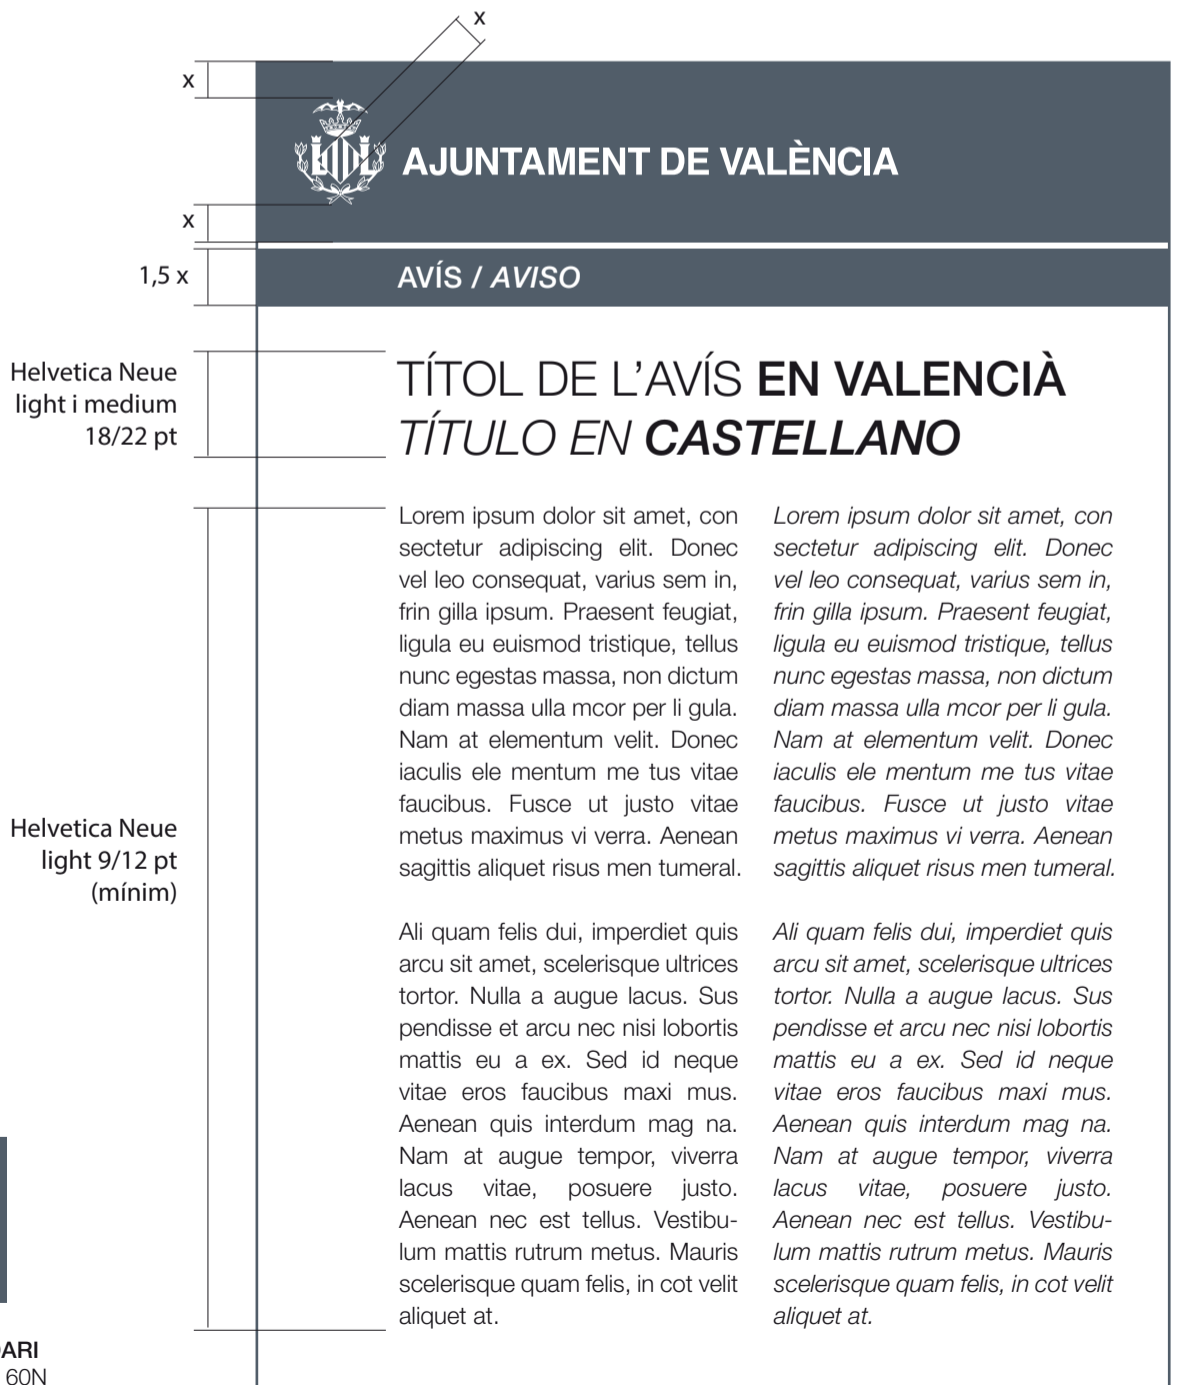 x
x
AJUNTAMENT DE VALÈNCIA
x
1,5 x
AVÍS / AVISO
Helvetica Neue
light i medium
18/22 pt
TÍTOL DE L’AVÍS EN VALENCIÀ
TÍTULO EN CASTELLANO
Helvetica Neue
light 9/12 pt
(mínim)
Lorem ipsum dolor sit amet, con
sectetur adipiscing elit. Donec
vel leo consequat, varius sem in,
frin gilla ipsum. Praesent feugiat,
ligula eu euismod tristique, tellus
nunc egestas massa, non dictum
diam massa ulla mcor per li gula.
Nam at elementum velit. Donec
iaculis ele mentum me tus vitae
faucibus. Fusce ut justo vitae
metus maximus vi verra. Aenean
sagittis aliquet risus men tumeral.
Ali quam felis dui, imperdiet quis
arcu sit amet, scelerisque ultrices
tortor. Nulla a augue lacus. Sus
pendisse et arcu nec nisi lobortis
mattis eu a ex. Sed id neque
vitae eros faucibus maxi mus.
Aenean quis interdum mag na.
Nam at augue tempor, viverra
lacus vitae, posuere justo.
Aenean nec est tellus. Vestibu-
lum mattis rutrum metus. Mauris
scelerisque quam felis, in cot velit
aliquet at.
Lorem ipsum dolor sit amet, con
sectetur adipiscing elit. Donec
vel leo consequat, varius sem in,
frin gilla ipsum. Praesent feugiat,
ligula eu euismod tristique, tellus
nunc egestas massa, non dictum
diam massa ulla mcor per li gula.
Nam at elementum velit. Donec
iaculis ele mentum me tus vitae
faucibus. Fusce ut justo vitae
metus maximus vi verra. Aenean
sagittis aliquet risus men tumeral.
Ali quam felis dui, imperdiet quis
arcu sit amet, scelerisque ultrices
tortor. Nulla a augue lacus. Sus
pendisse et arcu nec nisi lobortis
mattis eu a ex. Sed id neque
vitae eros faucibus maxi mus.
Aenean quis interdum mag na.
Nam at augue tempor, viverra
lacus vitae, posuere justo.
Aenean nec est tellus. Vestibu-
lum mattis rutrum metus. Mauris
scelerisque quam felis, in cot velit
aliquet at.
60N